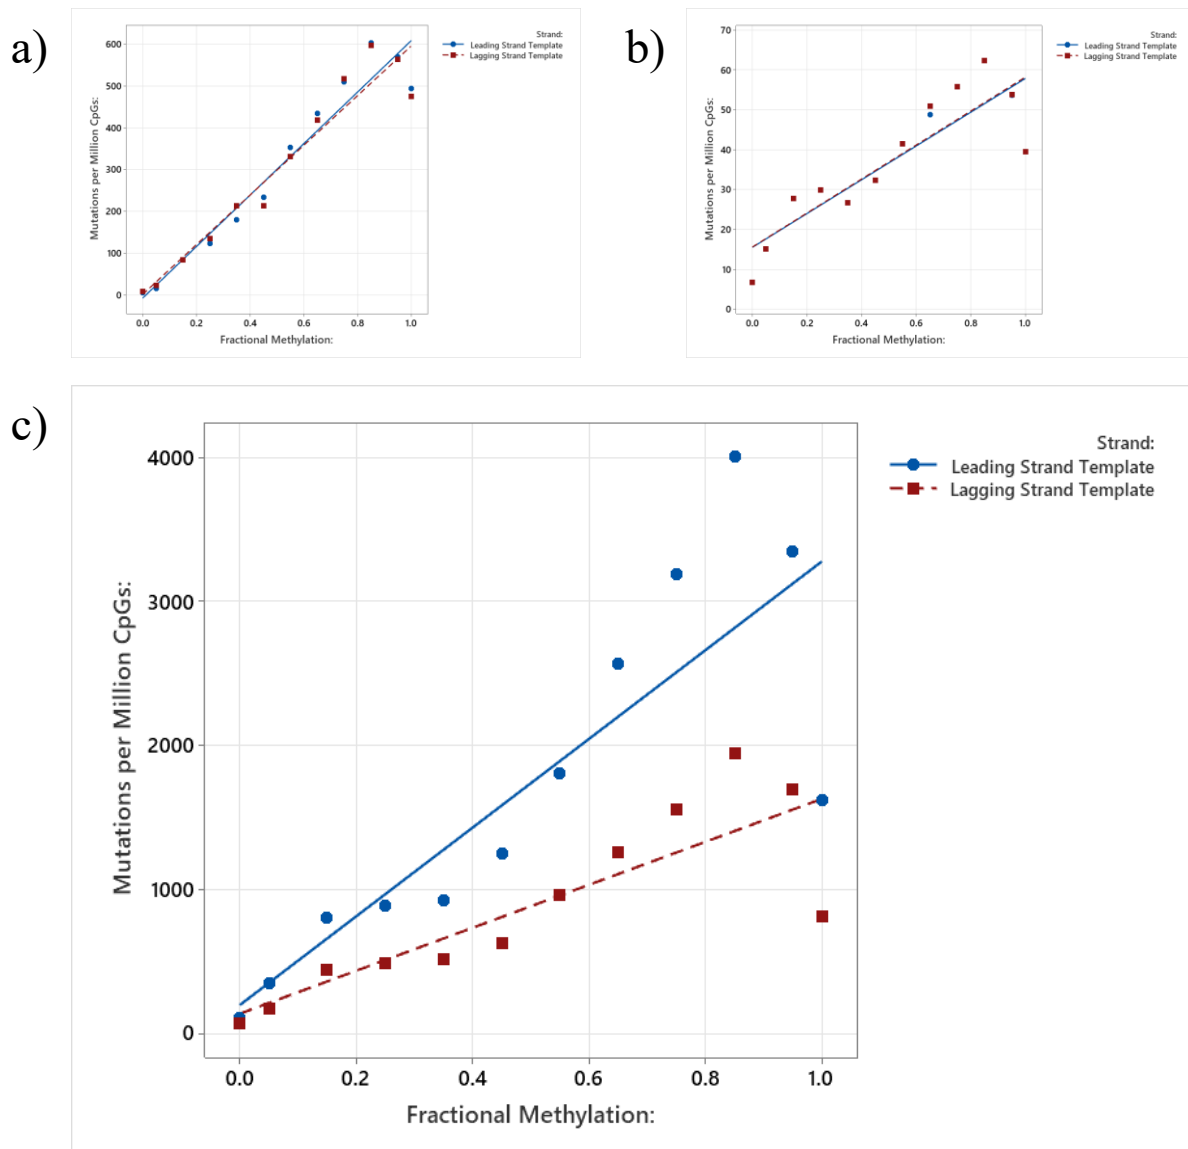 a)
Strand:
Leading Strand Template
Lagging Strand Template
Mutations per Million CpGs:
600
500
400
300
200
100
0
0.0 0.2 0.4 0.6 0.8 1.0
Fractional Methylation:
b)
Strand:
Leading Strand Template
Lagging Strand Template
Mutations per Million CpGs:
70
60
50
40
30
20
10
0
0.0 0.2 0.4 0.6 0.8 1.0
Fractional Methylation:
c)
Strand:
Leading Strand Template
Lagging Strand Template
Mutations per Million CpGs:
4000
3000
2000
1000
0
0.0 0.2 0.4 0.6 0.8 1.0
Fractional Methylation: